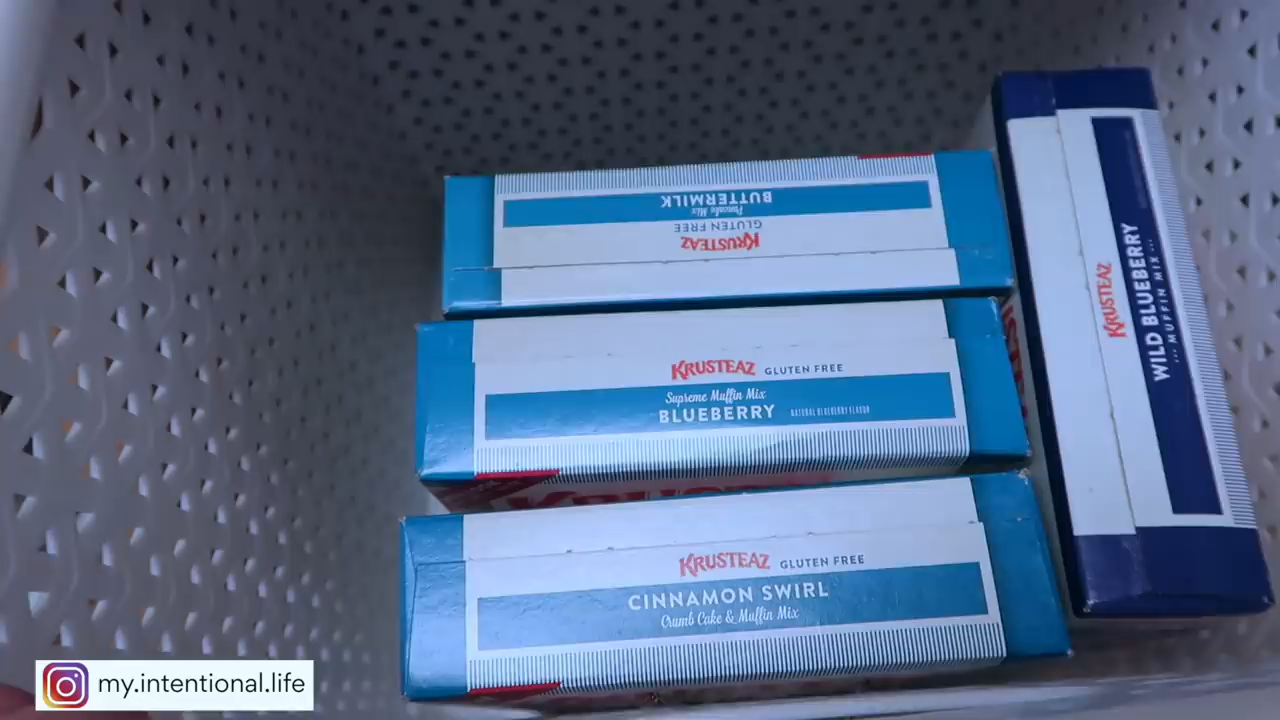 BUTTERMILK
Pancake Mix
GLUTEN FREE
KRUSTEAZ
KRUSTEAZ GLUTEN FREE
Supreme Muffin Mix
BLUEBERRY NATURAL BLUEBERRY FLAVOR
KRUSTEAZ GLUTEN FREE
CINNAMON SWIRL
Crumb Cake & Muffin Mix
KRUSTEAZ
WILD BLUEBERRY
MUFFIN MIX
my.intentional.life